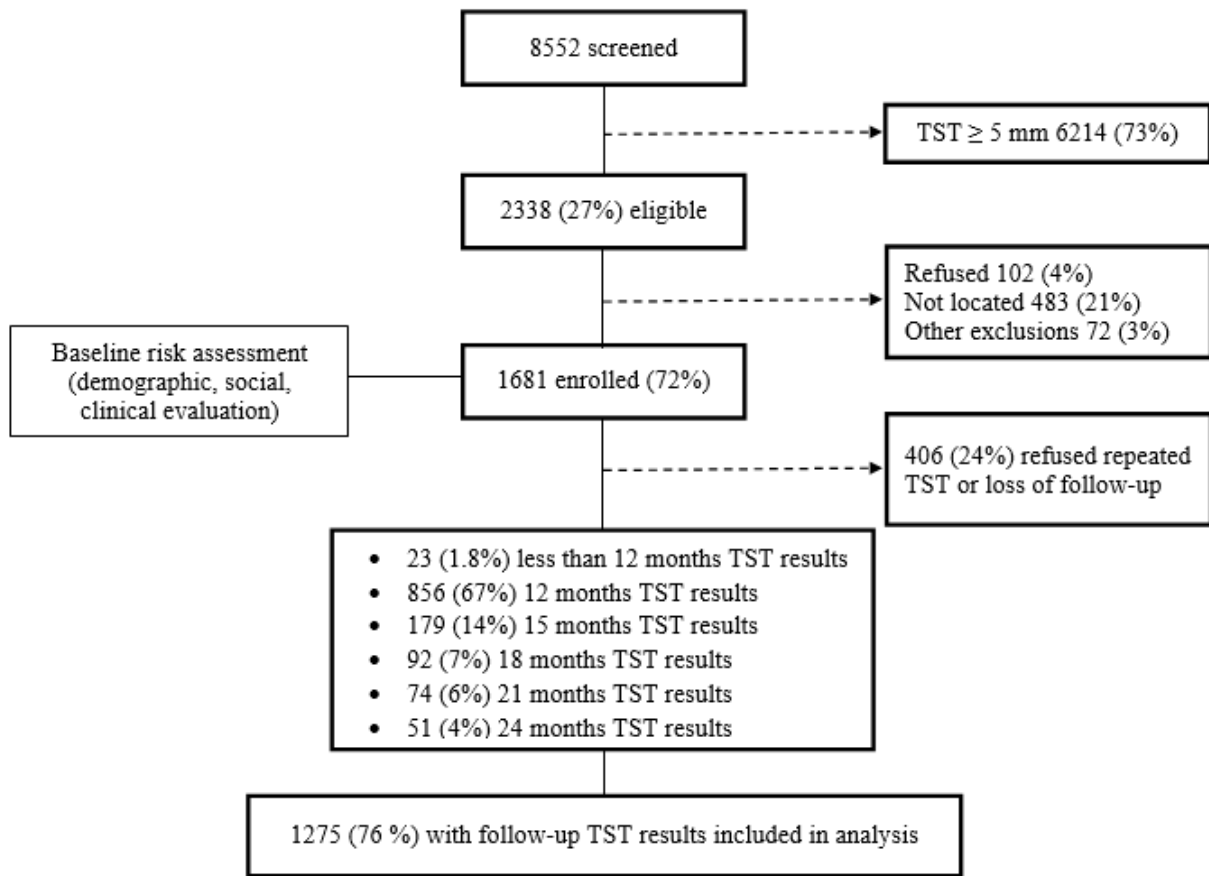 8552 screened
TST ≥ 5 mm 6214 (73%)
2338 (27%) eligible
Refused 102 (4%)
Not located 483 (21%)
Other exclusions 72 (3%)
Baseline risk assessment
(demographic, social,
clinical evaluation)
1681 enrolled (72%)
406 (24%) refused repeated
TST or loss of follow-up
• 23 (1.8%) less than 12 months TST results
• 856 (67%) 12 months TST results
• 179 (14%) 15 months TST results
• 92 (7%) 18 months TST results
• 74 (6%) 21 months TST results
• 51 (4%) 24 months TST results
1275 (76 %) with follow-up TST results included in analysis